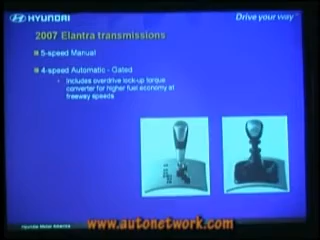 HYUNDAI
Drive your way™
2007 Elantra transmissions
5-speed Manual
4-speed Automatic - Gated
Includes overdrive lock-up torque
converter for higher fuel economy at
freeway speeds
Hyundai Motor America
www.autonetwork.com